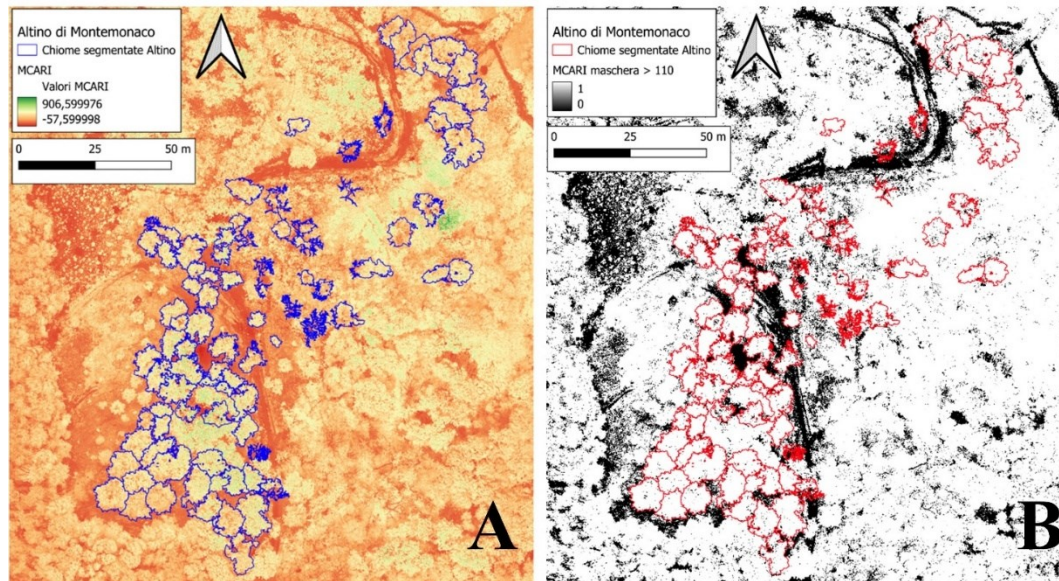 Altino di Montemonaco
Chiome segmentate Altino
MCARI
Valori MCARI
906,599976
-57,599998
0 25 50 m
A
Altino di Montemonaco
Chiome segmentate Altino
MCARI maschera > 110
1
0
0 25 50 m
B